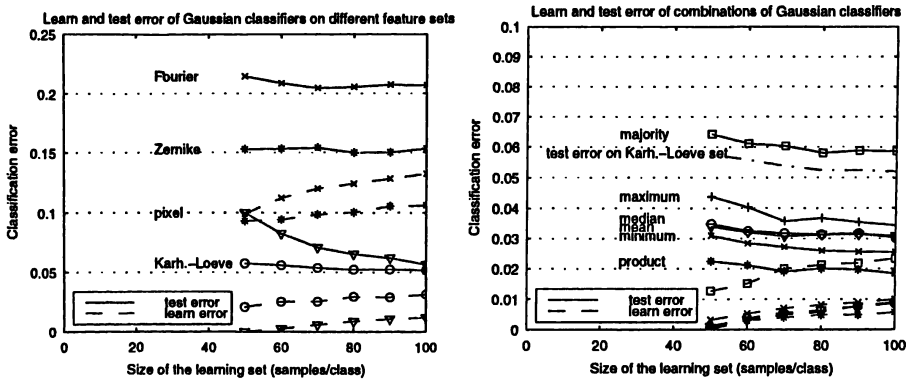 Learn and test error of Gaussian classifiers on different feature sets
0.25
0.2
0.15
0.1
0.05
0
Classification error
Fourier
Zernike
pixel
Karh.-Loeve
test error
learn error
0 20 40 60 80 100
Size of the learning set (samples/class)
Learn and test error of combinations of Gaussian classifiers
0.1
0.09
0.08
0.07
0.06
0.05
0.04
0.03
0.02
0.01
0
Classification error
majority
test error on Karh.-Loeve set
maximum
median
mean
minimum
product
test error
learn error
0 20 40 60 80 100
Size of the learning set (samples/class)